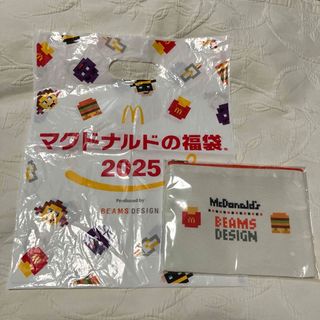 マクドナルドの福袋
2025
Produced by
BEAMS DESIGN
McDonald's
BEAMS
DESIGN